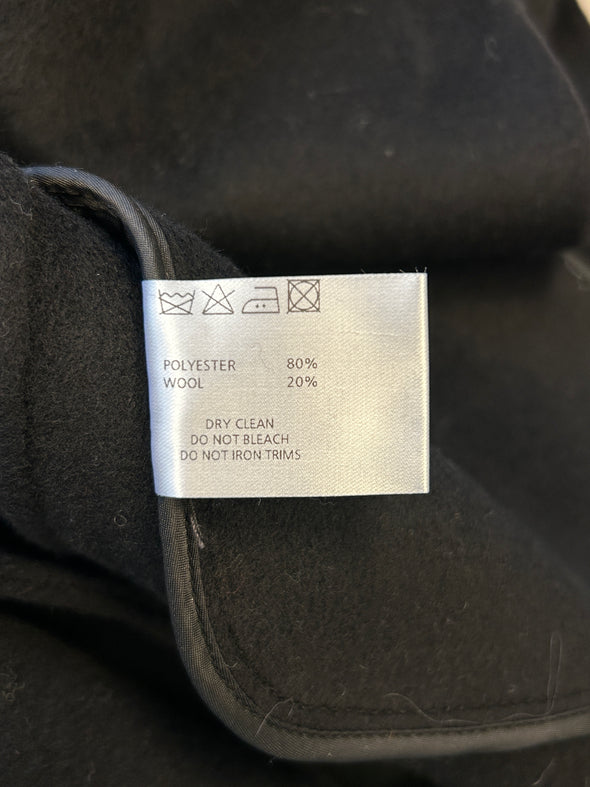 POLYESTER 80%
WOOL 20%
DRY CLEAN
DO NOT BLEACH
DO NOT IRON TRIMS